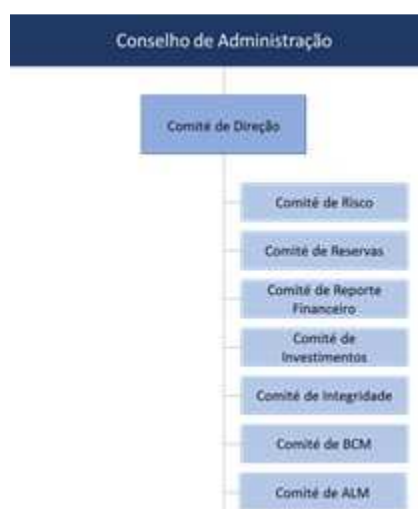 Conselho de Administração
Comité de Direção
Comité de Risco
Comité de Reservas
Comité de Reporte
Financeiro
Comité de
Investimentos
Comité de Integridade
Comité de BCM
Comité de ALM